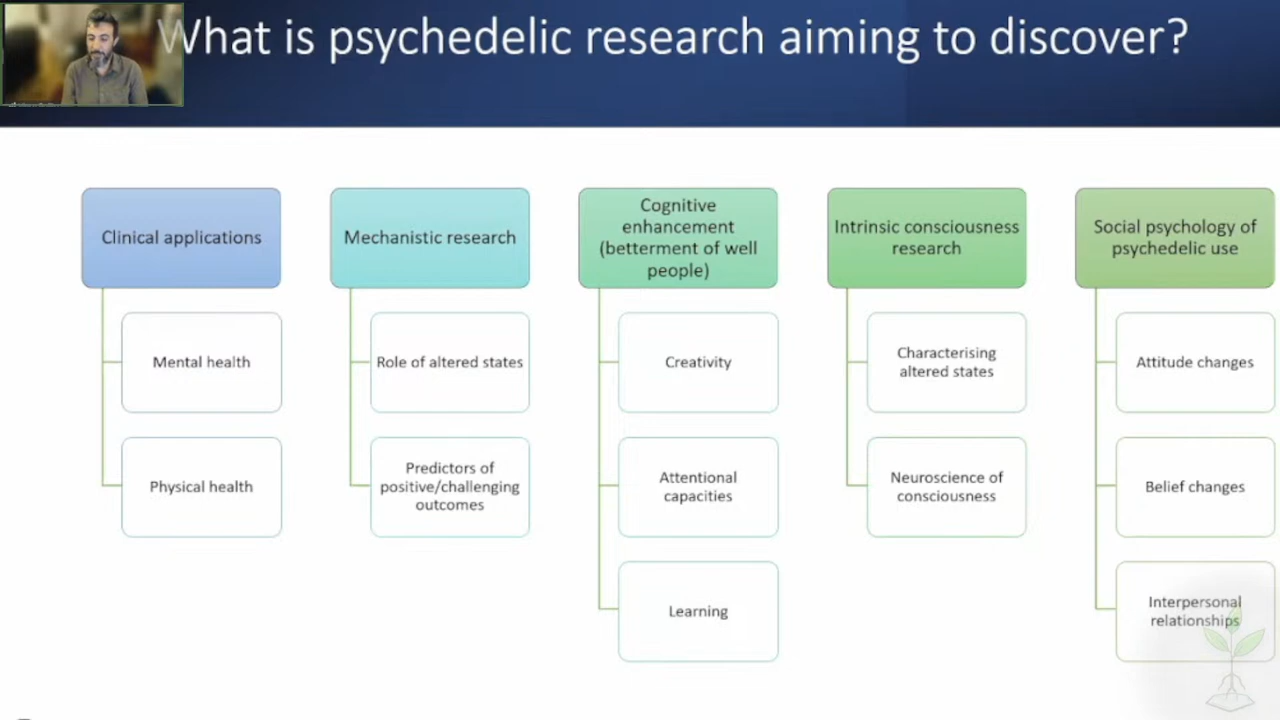 What is psychedelic research aiming to discover?
Clinical applications
Mental health
Physical health
Mechanistic research
Role of altered states
Predictors of
positive/challenging
outcomes
Cognitive
enhancement
(betterment of well
people)
Creativity
Attentional
capacities
Learning
Intrinsic consciousness
research
Characterising
altered states
Neuroscience of
consciousness
Social psychology of
psychedelic use
Attitude changes
Belief changes
Interpersonal
relationships